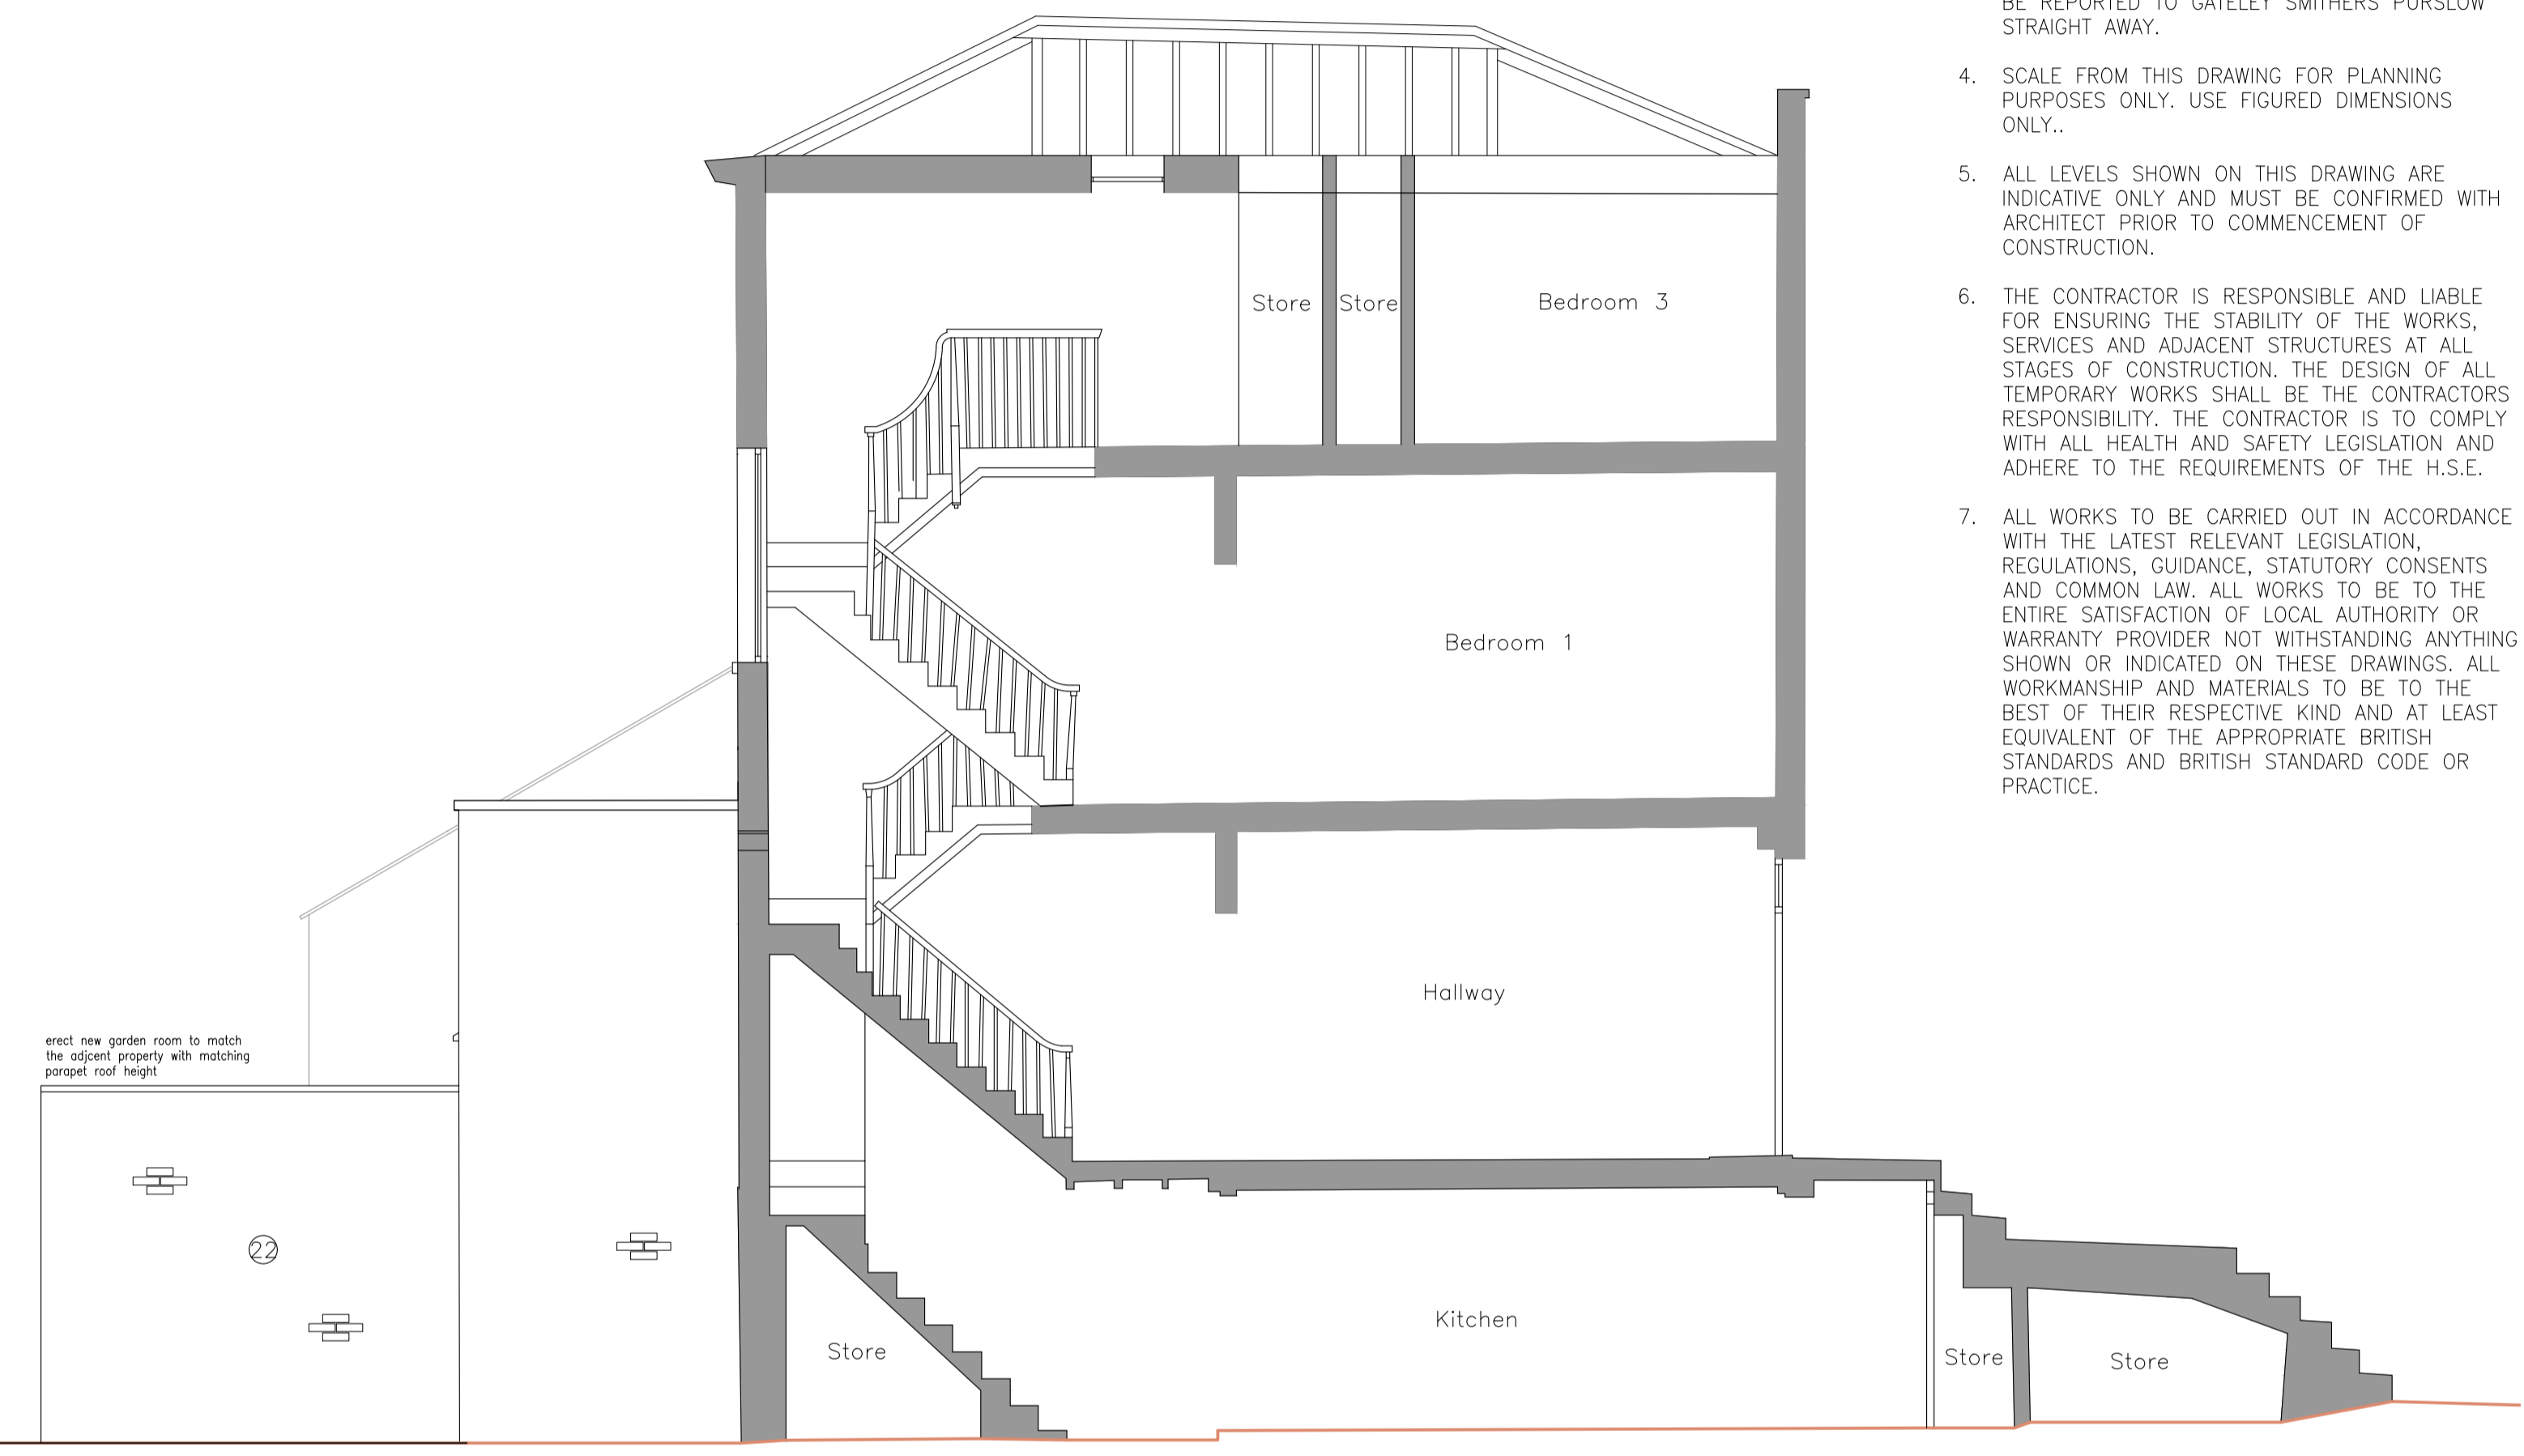 BE REPORTED TO GATELEY SMITHERS PURSLOW
STRAIGHT AWAY.
4. SCALE FROM THIS DRAWING FOR PLANNING
PURPOSES ONLY. USE FIGURED DIMENSIONS
ONLY..
5. ALL LEVELS SHOWN ON THIS DRAWING ARE
INDICATIVE ONLY AND MUST BE CONFIRMED WITH
ARCHITECT PRIOR TO COMMENCEMENT OF
CONSTRUCTION.
6. THE CONTRACTOR IS RESPONSIBLE AND LIABLE
FOR ENSURING THE STABILITY OF THE WORKS,
SERVICES AND ADJACENT STRUCTURES AT ALL
STAGES OF CONSTRUCTION. THE DESIGN OF ALL
TEMPORARY WORKS SHALL BE THE CONTRACTORS
RESPONSIBILITY. THE CONTRACTOR IS TO COMPLY
WITH ALL HEALTH AND SAFETY LEGISLATION AND
ADHERE TO THE REQUIREMENTS OF THE H.S.E.
7. ALL WORKS TO BE CARRIED OUT IN ACCORDANCE
WITH THE LATEST RELEVANT LEGISLATION,
REGULATIONS, GUIDANCE, STATUTORY CONSENTS
AND COMMON LAW. ALL WORKS TO BE TO THE
ENTIRE SATISFACTION OF LOCAL AUTHORITY OR
WARRANTY PROVIDER NOT WITHSTANDING ANYTHING
SHOWN OR INDICATED ON THESE DRAWINGS. ALL
WORKMANSHIP AND MATERIALS TO BE TO THE
BEST OF THEIR RESPECTIVE KIND AND AT LEAST
EQUIVALENT OF THE APPROPRIATE BRITISH
STANDARDS AND BRITISH STANDARD CODE OR
PRACTICE.
Store
Store
Bedroom 3
Bedroom 1
Hallway
erect new garden room to match
the adjcent property with matching
parapet roof height
22
Kitchen
Store
Store
Store